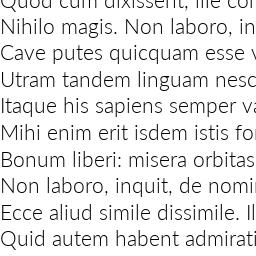 Quod cum dixissent, ille
Nihilo magis. Non laboro, in
Cave putes quicquam esse
Utram tandem linguam nesc
Itaque his sapiens semper
Mihi enim erit isdem istis
Bonum liberi: misera orbitas
Non laboro, inquit, de nomi
Ecce aliud simile dissimile. Il
Quid autem habent admirati